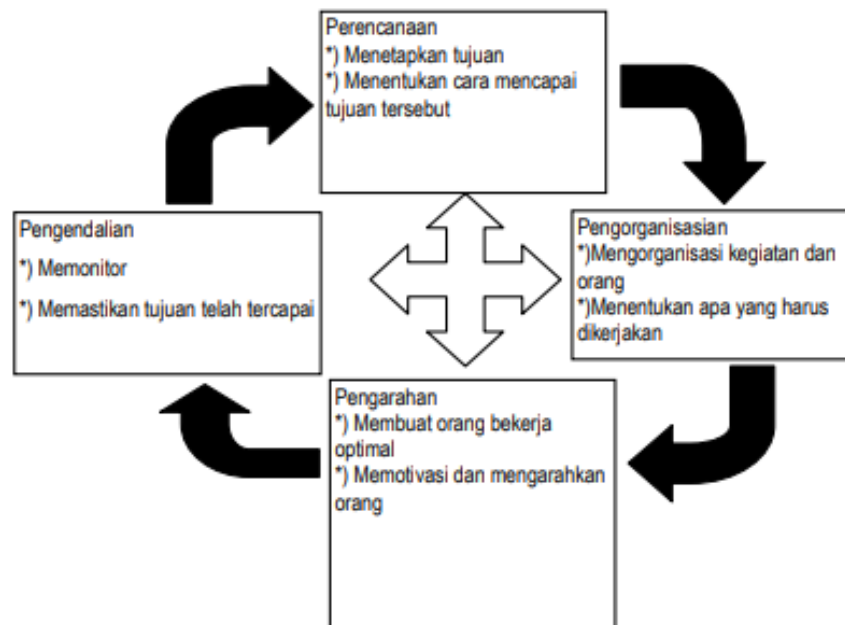 Perencanaan
*) Menetapkan tujuan
*) Menentukan cara mencapai
tujuan tersebut
Pengorganisasian
*)Mengorganisasi kegiatan dan
orang
*)Menentukan apa yang harus
dikerjakan
Pengarahan
*) Membuat orang bekerja
optimal
*) Memotivasi dan mengarahkan
orang
Pengendalian
*) Memonitor
*) Memastikan tujuan telah tercapai